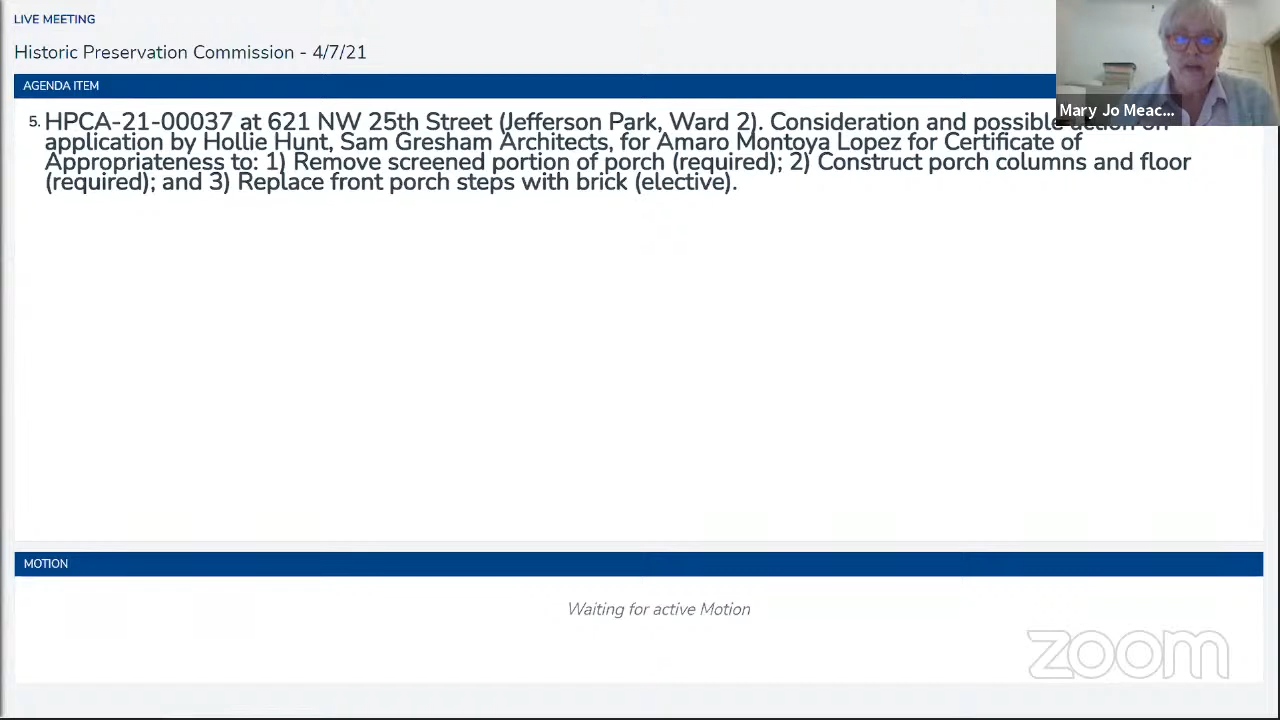 LIVE MEETING
Historic Preservation Commission - 4/7/21
AGENDA ITEM
Mary Jo Meac...
5. HPCA-21-00037 at 621 NW 25th Street (Jefferson Park, Ward 2). Consideration and possible action on
application by Hollie Hunt, Sam Gresham Architects, for Amaro Montoya Lopez for Certificate of
Appropriateness to: 1) Remove screened portion of porch (required); 2) Construct porch columns and floor
(required); and 3) Replace front porch steps with brick (elective).
MOTION
Waiting for active Motion
zoom